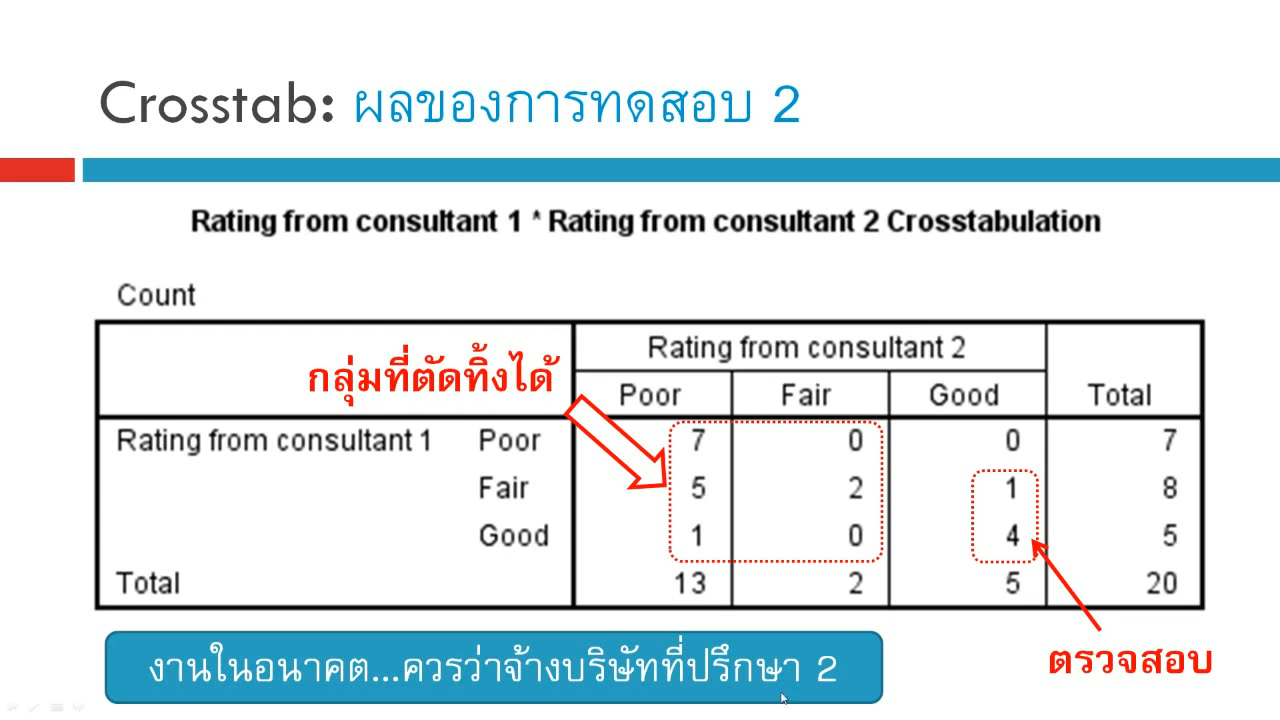 Crosstab: ผลของการทดสอบ 2
Rating from consultant 1 * Rating from consultant 2 Crosstabulation
Count
Rating from consultant 2
กลุ่มที่ตัดทิ้งได้
Poor Fair Good Total
Rating from consultant 1 Poor 7 0 0 7
Fair 5 2 1 8
Good 1 0 4 5
Total 13 2 5 20
งานในอนาคต...ควรว่าจ้างบริษัทที่ปรึกษา 2
ตรวจสอบ